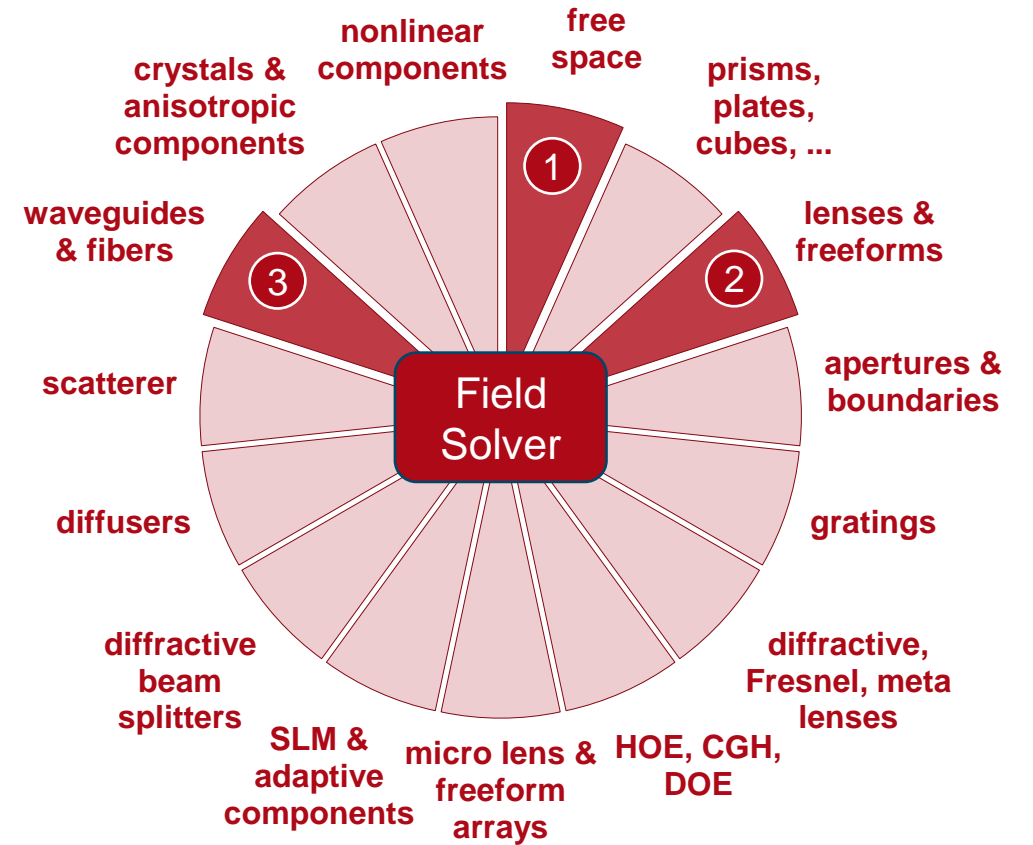 free
space
prisms,
plates,
cubes, ...
lenses &
freeforms
apertures &
boundaries
gratings
diffractive,
Fresnel, meta
lenses
HOE, CGH,
DOE
micro lens &
freeform
arrays
SLM &
adaptive
components
diffractive
beam
splitters
diffusers
scatterer
waveguides
& fibers
crystals &
anisotropic
components
nonlinear
components
1
2
3
Field
Solver